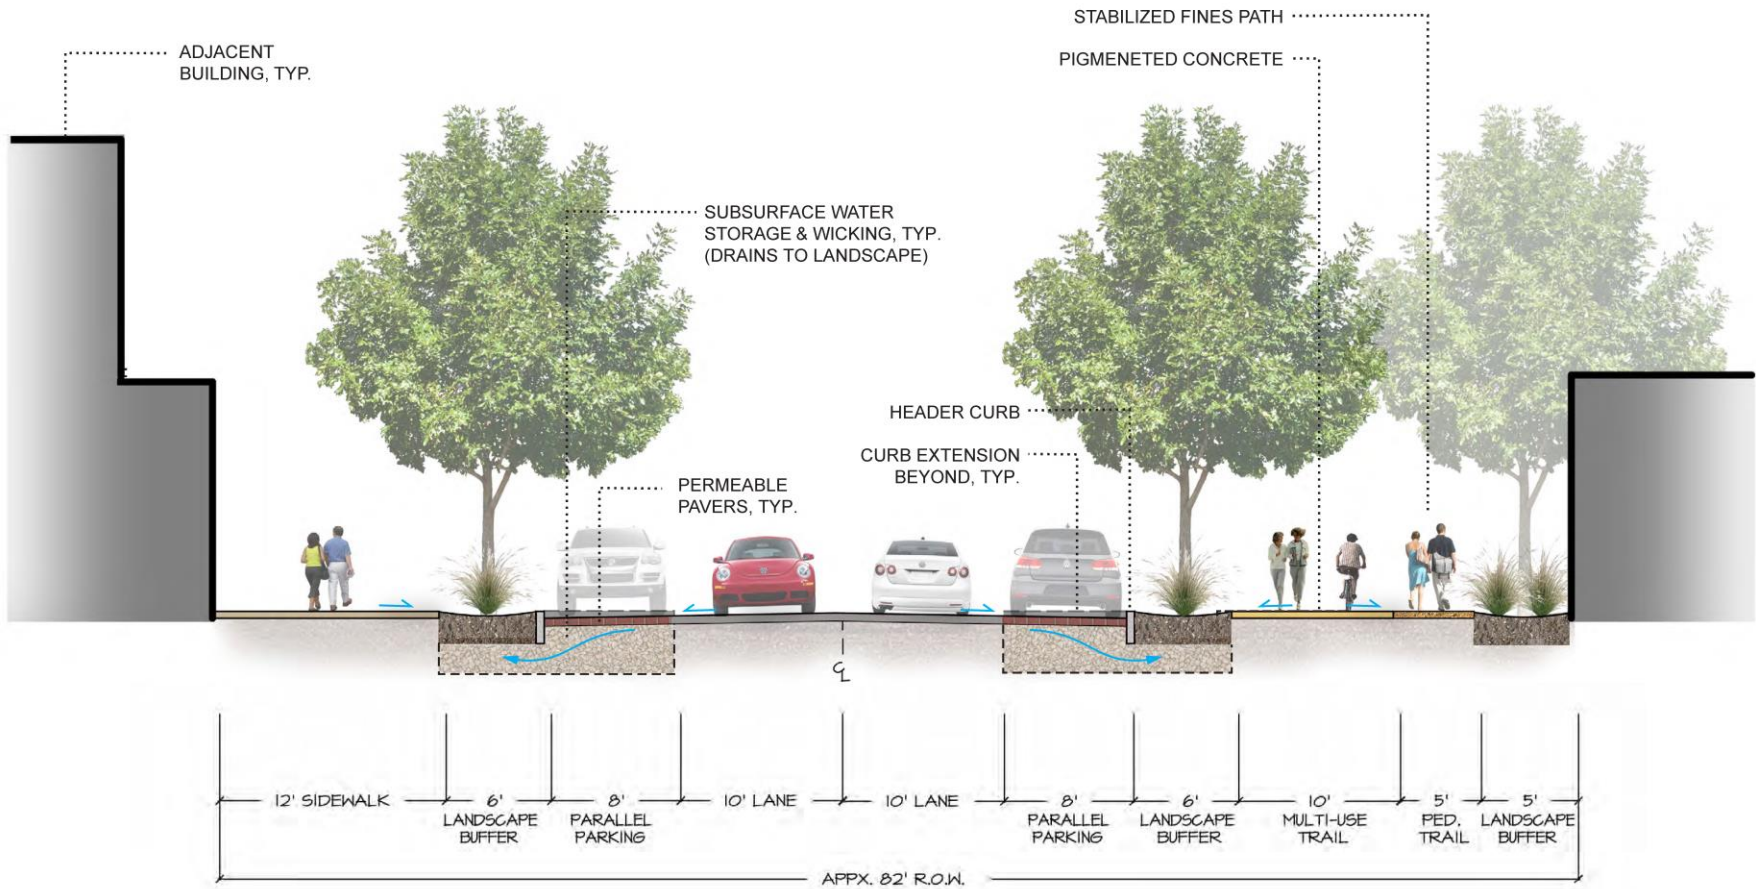 STABILIZED FINES PATH
ADJACENT
BUILDING, TYP.
PIGMENETED CONCRETE
SUBSURFACE WATER
STORAGE & WICKING, TYP.
(DRAINS TO LANDSCAPE)
HEADER CURB
CURB EXTENSION
BEYOND, TYP.
PERMEABLE
PAVERS, TYP.
CL
12' SIDEWALK
6'
LANDSCAPE
BUFFER
8'
PARALLEL
PARKING
10' LANE
10' LANE
8'
PARALLEL
PARKING
6'
LANDSCAPE
BUFFER
10'
MULTI-USE
TRAIL
5'
PED.
TRAIL
5'
LANDSCAPE
BUFFER
APPX. 82' R.O.W.